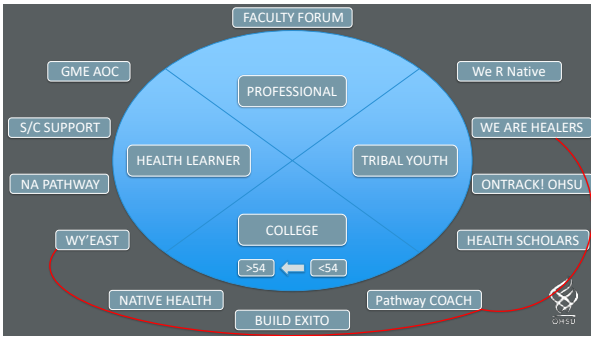 FACULTY FORUM
GME AOC
We R Native
PROFESSIONAL
S/C SUPPORT
WE ARE HEALERS
HEALTH LEARNER
TRIBAL YOUTH
NA PATHWAY
ONTRACK! OHSU
COLLEGE
WY'EAST
HEALTH SCHOLARS
>54
<54
NATIVE HEALTH
Pathway COACH
BUILD EXITO
OHSU